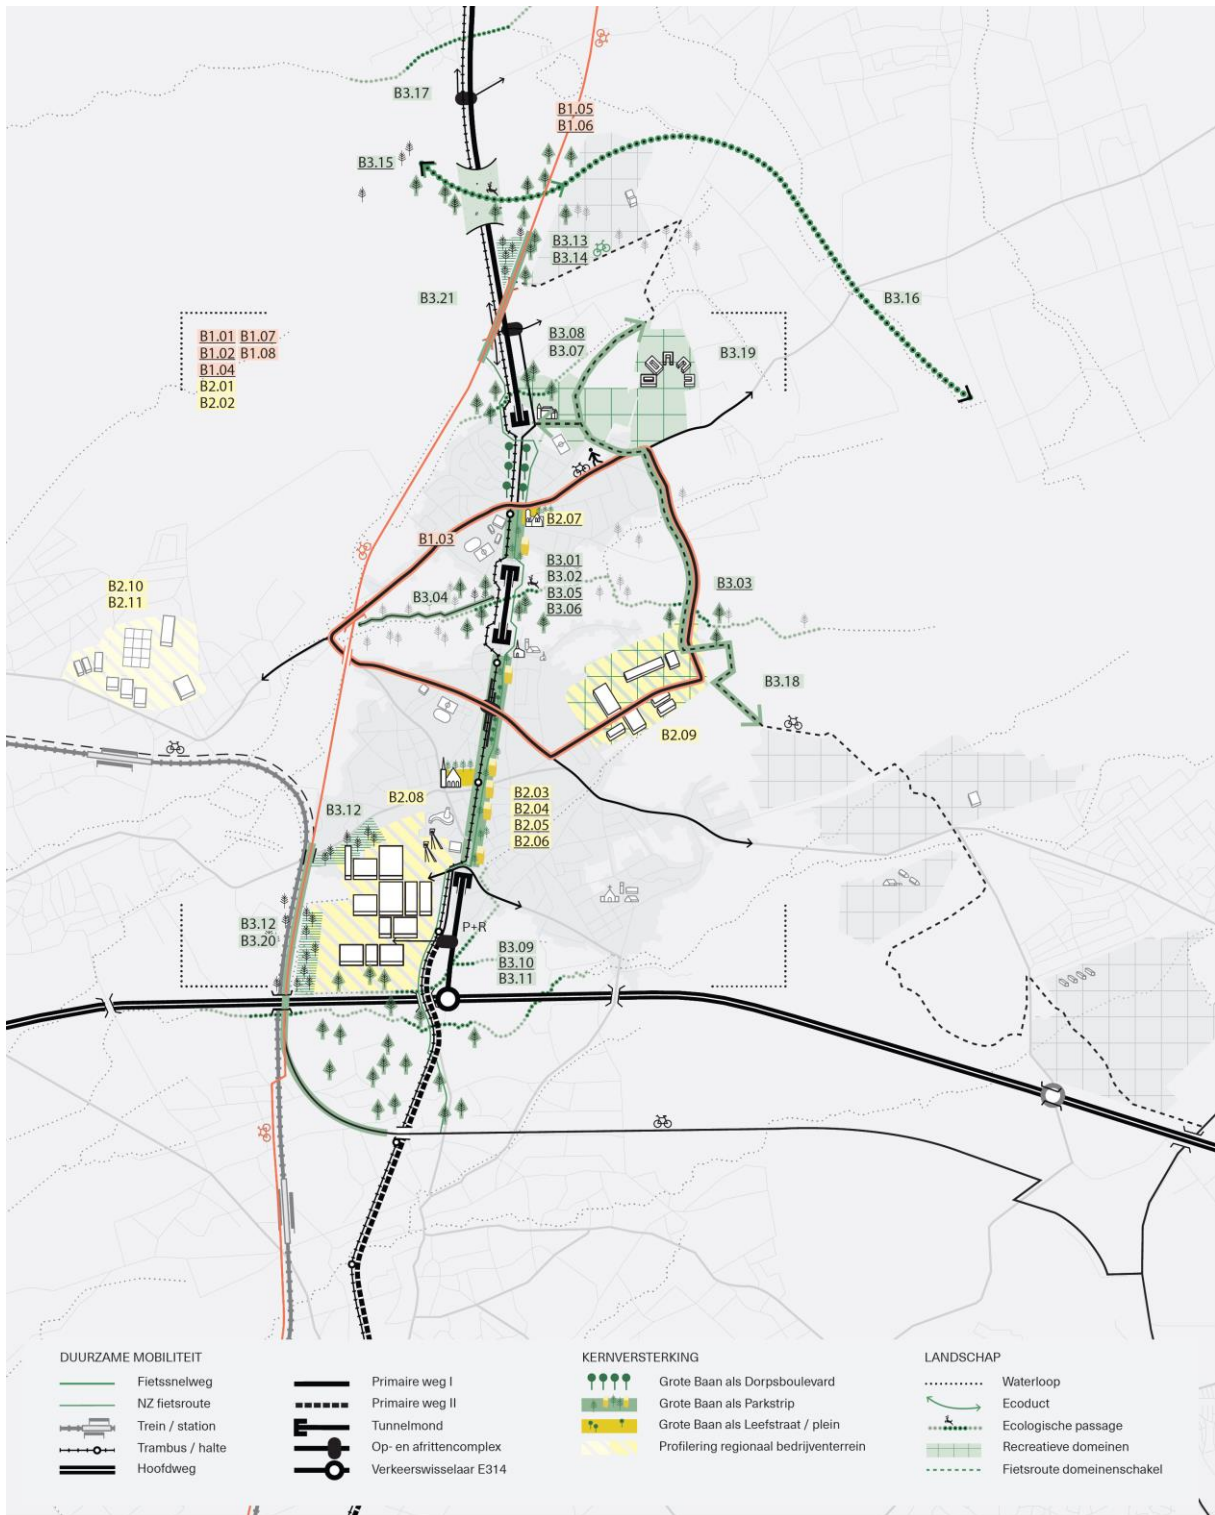 B3.17
B1.05
B1.06
B3.15
B3.13
B3.14
B3.21
B3.16
B1.01 B1.07
B1.02 B1.08
B1.04
B2.01
B2.02
B3.08
B3.07
B3.19
B2.07
B1.03
B3.01
B3.02
B3.05
B3.06
B3.04
B3.03
B2.10
B2.11
B3.18
B2.09
B2.08
B3.12
B2.03
B2.04
B2.05
B2.06
B3.12
B3.20
P+R
B3.09
B3.10
B3.11
DUURZAME MOBILITEIT
Fietssnelweg
NZ fietsroute
Trein / station
Trambus / halte
Hoofdweg
Primaire weg I
Primaire weg II
Tunnelmond
Op- en afrittencomplex
Verkeerswisselaar E314
KERNVERSTERKING
Grote Baan als Dorpsboulevard
Grote Baan als Parkstrip
Grote Baan als Leefstraat / plein
Profilering regionaal bedrijventerrein
LANDSCHAP
Waterloop
Ecoduct
Ecologische passage
Recreatieve domeinen
Fietsroute domeinenschakel